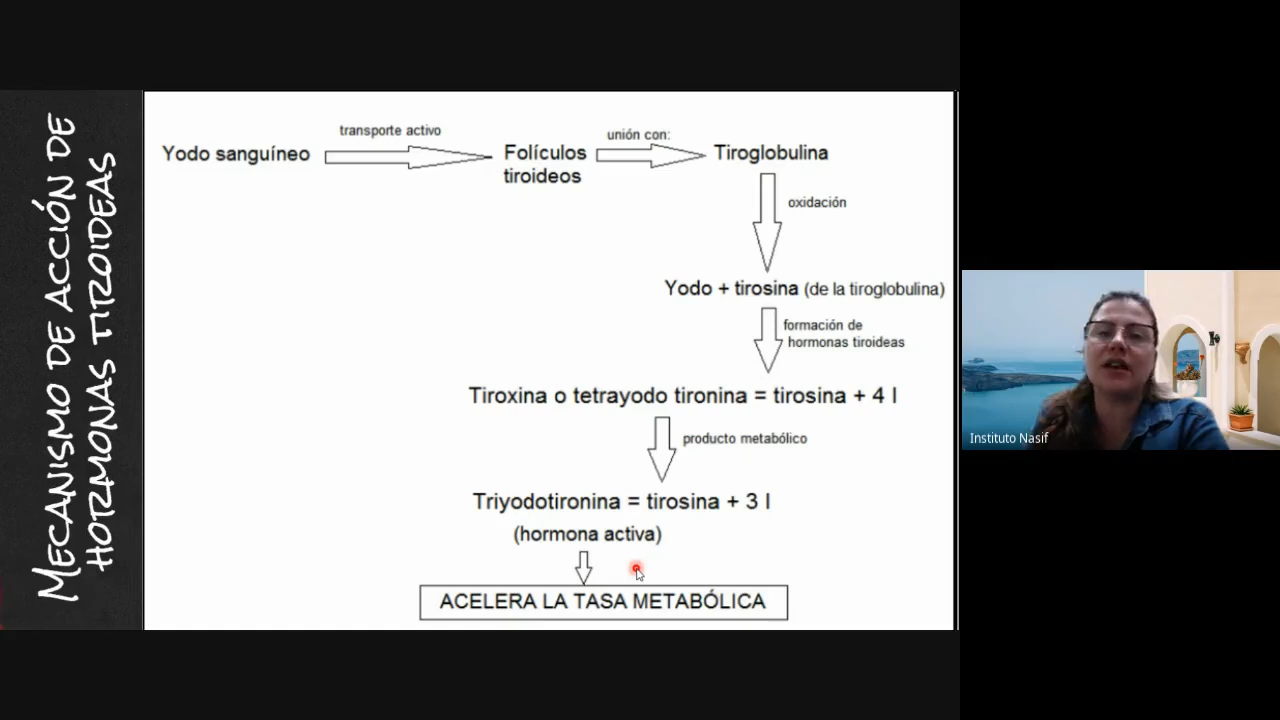 MECANISMO DE ACCIÓN DE
HORMONAS TIROIDEAS
transporte activo
unión con:
Yodo sanguíneo
Folículos
tiroideos
Tiroglobulina
oxidación
Yodo + tirosina (de la tiroglobulina)
formación de
hormonas tiroideas
Tiroxina o tetrayodo tironina = tirosina + 4 I
producto metabólico
Triyodotironina = tirosina + 3 I
(hormona activa)
ACELERA LA TASA METABÓLICA
Instituto Nasif